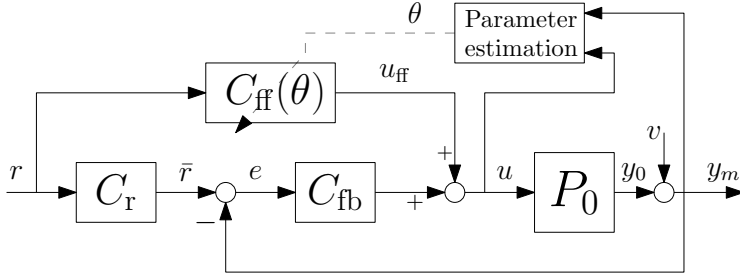 θ
Parameter
estimation
C_ff(θ)
u_ff
+
v
r
C_r
r̄
e
C_fb
+
u
P_0
y_0
y_m
−